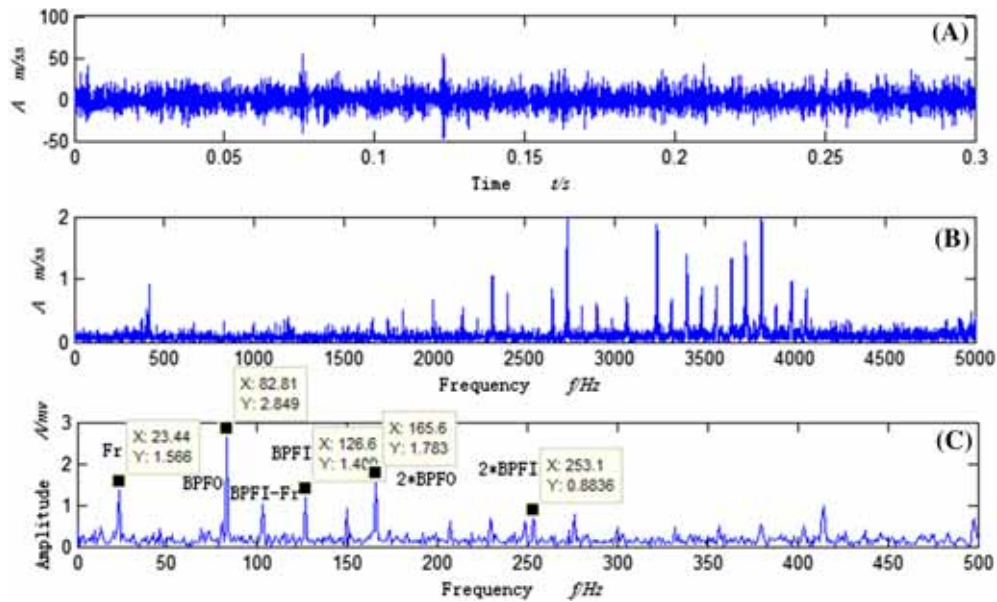 (A)
A m/ss
100
50
0
-50
0 0.05 0.1 0.15 0.2 0.25 0.3
Time t/s
(B)
A m/ss
2
1
0
0 500 1000 1500 2000 2500 3000 3500 4000 4500 5000
Frequency f/Hz
(C)
Amplitude A/mv
3
2
1
0
Fr
X: 23.44
Y: 1.566
X: 82.81
Y: 2.849
BPFO
BPFI-Fr
BPFI
X: 126.6
X: 165.6
Y: 1.783
2*BPFO
2*BPFI
X: 253.1
Y: 0.8836
0 50 100 150 200 250 300 350 400 450 500
Frequency f/Hz